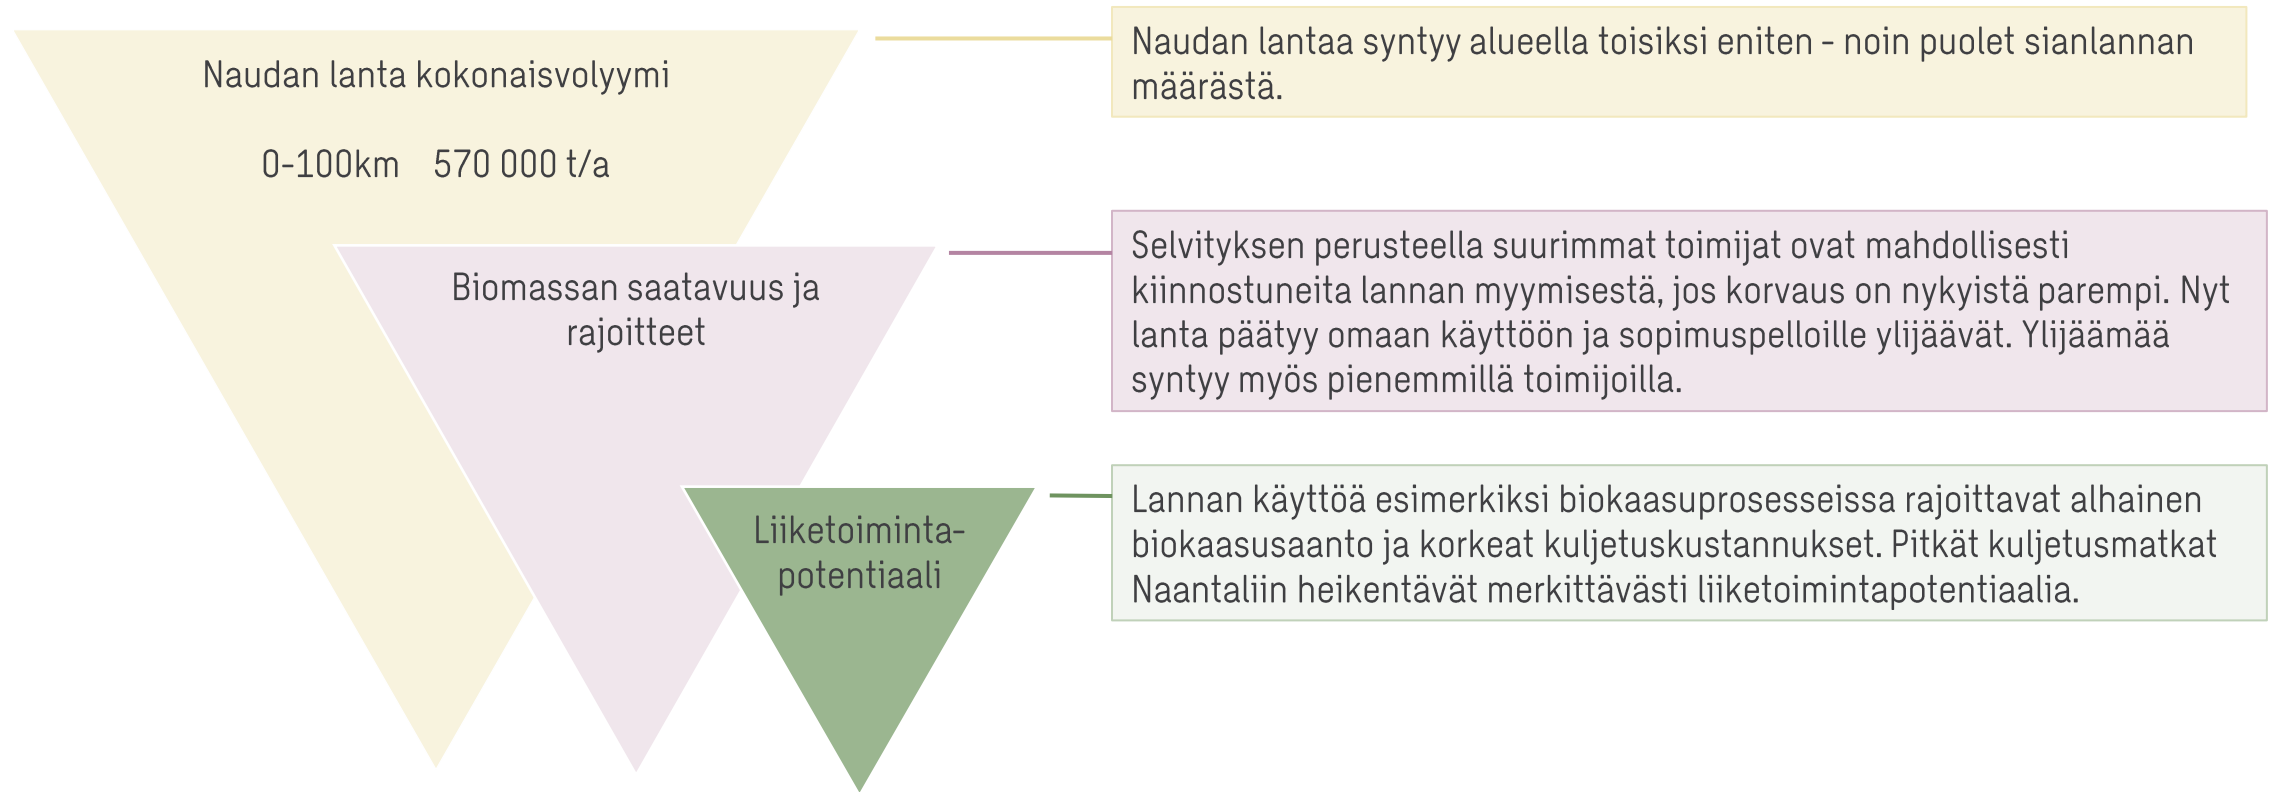 Naudan lanta kokonaisvolyymi
0-100km 570 000 t/a
Naudan lantaa syntyy alueella toisiksi eniten - noin puolet sianlannan
määrästä.
Biomassan saatavuus ja
rajoitteet
Selvityksen perusteella suurimmat toimijat ovat mahdollisesti
kiinnostuneita lannan myymisestä, jos korvaus on nykyistä parempi. Nyt
lanta päätyy omaan käyttöön ja sopimuspelloille ylijäävät. Ylijäämää
syntyy myös pienemmillä toimijoilla.
Liiketoiminta-
potentiaali
Lannan käyttöä esimerkiksi biokaasuprosesseissa rajoittavat alhainen
biokaasusaanto ja korkeat kuljetuskustannukset. Pitkät kuljetusmatkat
Naantaliin heikentävät merkittävästi liiketoimintapotentiaalia.